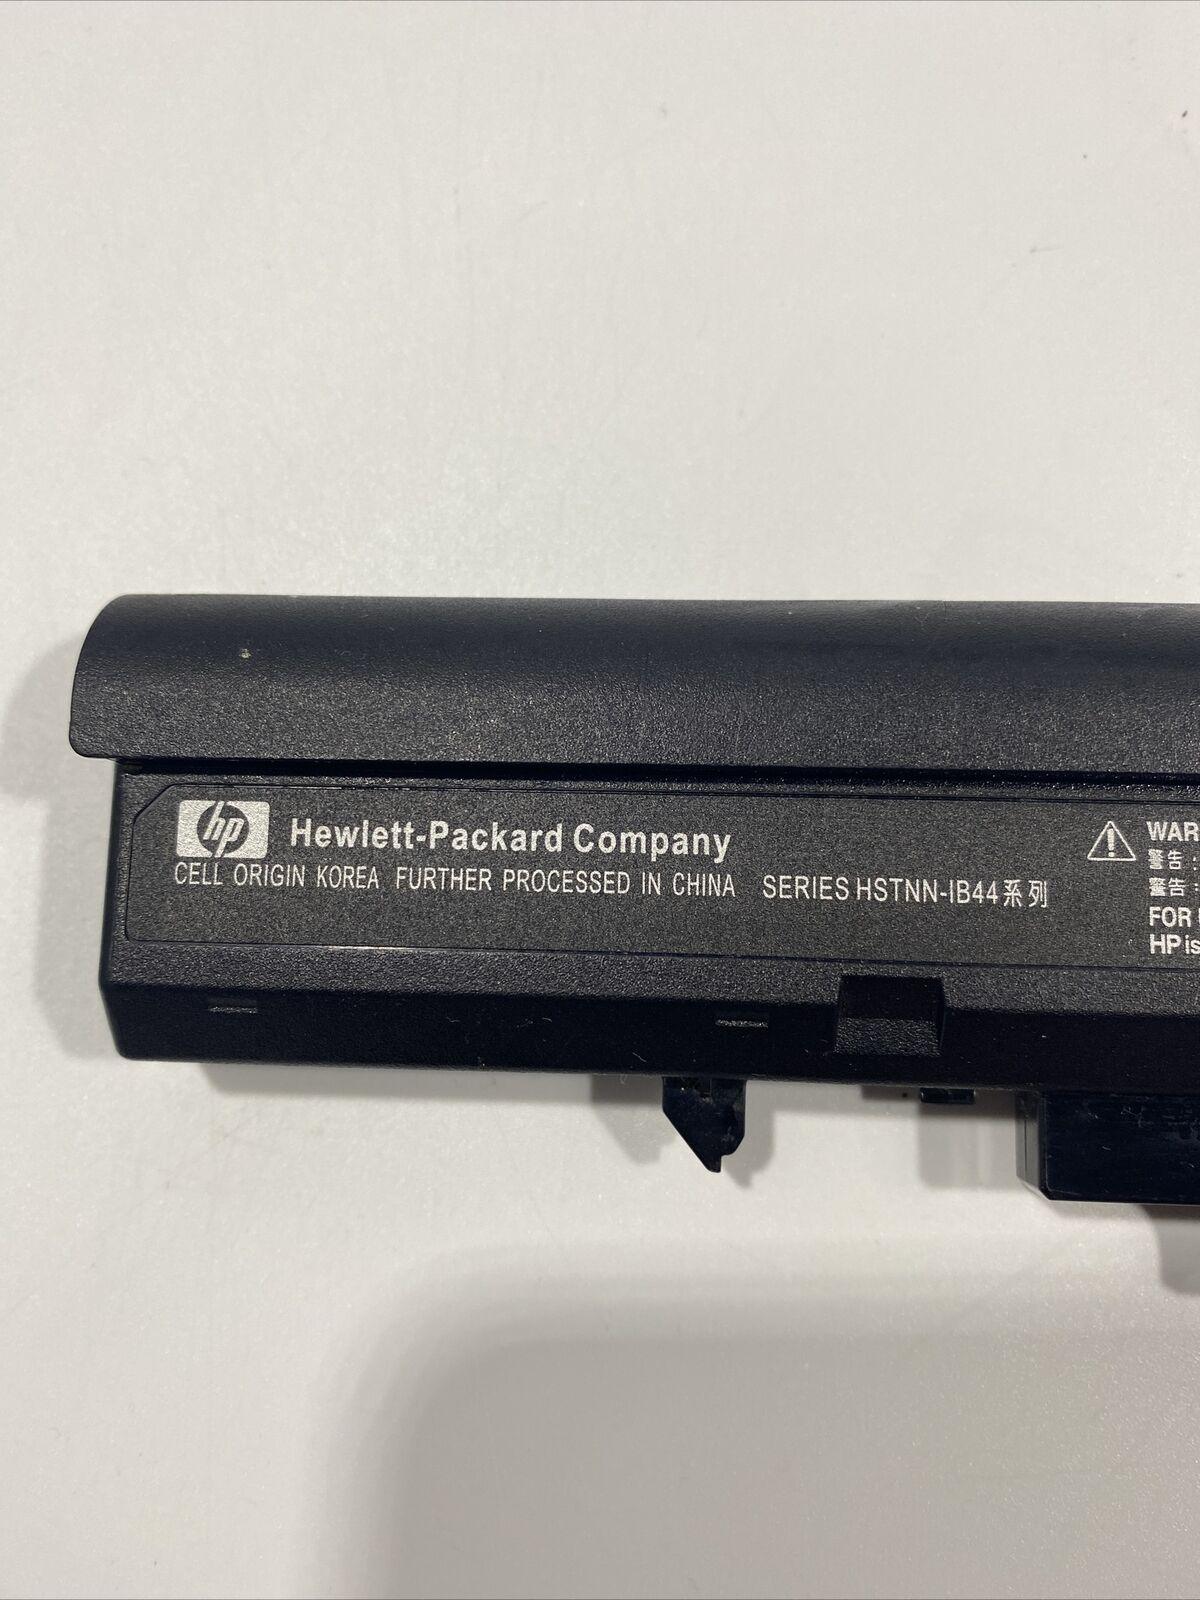 hp Hewlett-Packard Company
CELL ORIGIN KOREA FURTHER PROCESSED IN CHINA SERIES HSTNN-IB44系列
WAR
警告:
警告:
FOR
HP is